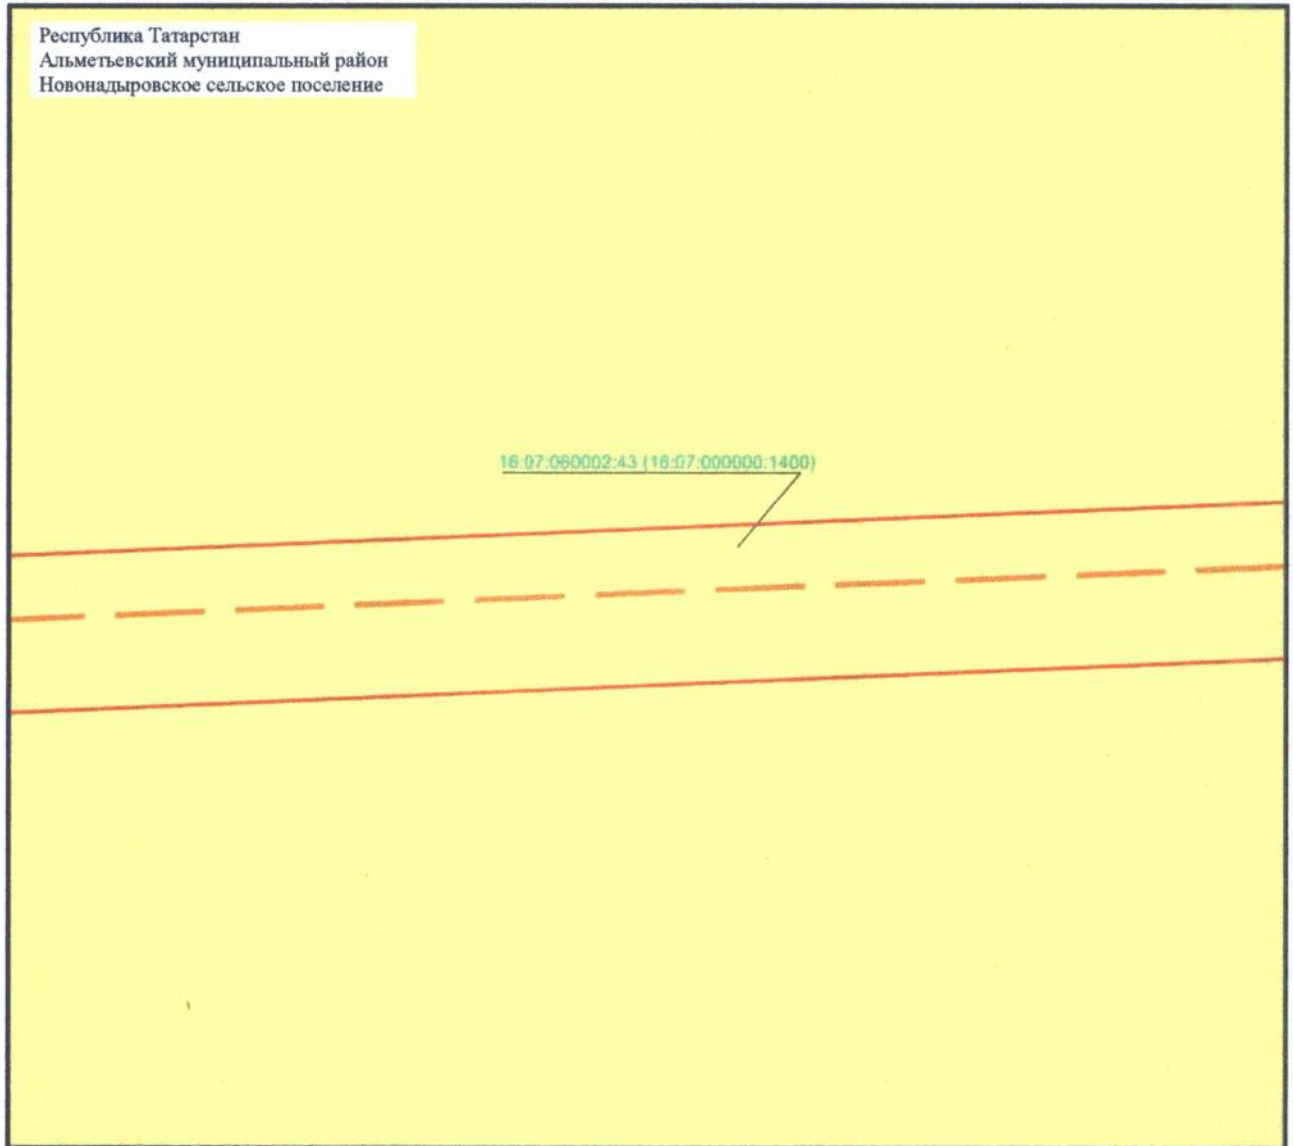 Республика Татарстан
Альметьевский муниципальный район
Новонадыровское сельское поселение
16:07:060002:43 (16:07:000000:1400)